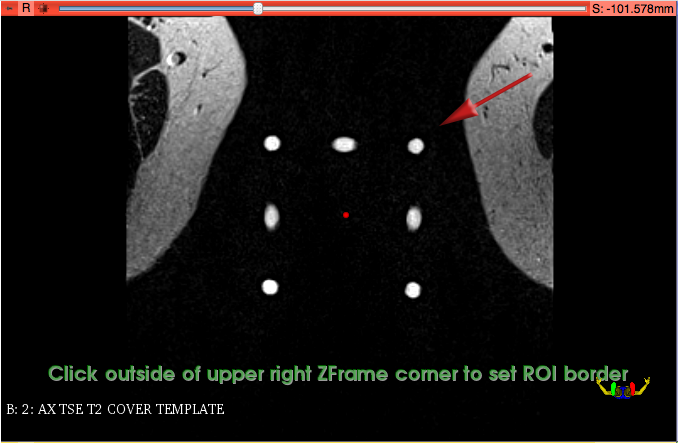 R
S: -101.578mm
Click outside of upper right ZFrame corner to set ROI border
B: 2: AX TSE T2 COVER TEMPLATE